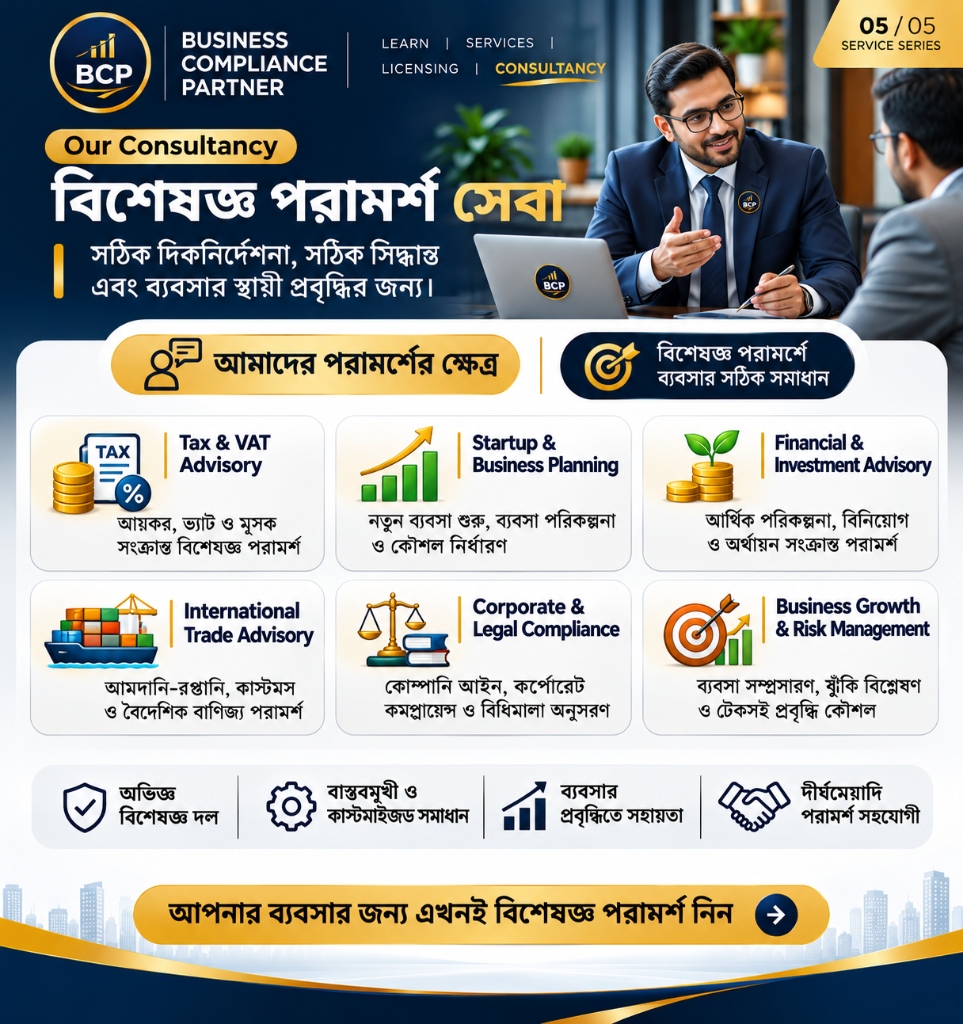 BCP
BUSINESS
COMPLIANCE
PARTNER
LEARN | SERVICES |
LICENSING | CONSULTANCY
05 / 05
SERVICE SERIES
Our Consultancy
বিশেষজ্ঞ পরামর্শ সেবা
সঠিক দিকনির্দেশনা, সঠিক সিদ্ধান্ত
এবং ব্যবসার স্থায়ী প্রবৃদ্ধির জন্য।
BCP
BCP
আমাদের পরামর্শের ক্ষেত্র
বিশেষজ্ঞ পরামর্শে
ব্যবসার সঠিক সমাধান
TAX
%
Tax & VAT
Advisory
আয়কর, ভ্যাট ও মূসক
সংক্রান্ত বিশেষজ্ঞ পরামর্শ
Startup &
Business Planning
নতুন ব্যবসা শুরু, ব্যবসা পরিকল্পনা
ও কৌশল নির্ধারণ
Financial &
Investment Advisory
আর্থিক পরিকল্পনা, বিনিয়োগ
ও অর্থায়ন সংক্রান্ত পরামর্শ
International
Trade Advisory
আমদানি-রপ্তানি, কাস্টমস
ও বৈদেশিক বাণিজ্য পরামর্শ
Corporate &
Legal Compliance
কোম্পানি আইন, কর্পোরেট
কমপ্লায়েন্স ও বিধিমালা অনুসরণ
Business Growth
& Risk Management
ব্যবসা সম্প্রসারণ, ঝুঁকি বিশ্লেষণ
ও টেকসই প্রবৃদ্ধি কৌশল
অভিজ্ঞ
বিশেষজ্ঞ দল
বাস্তবমুখী ও
কাস্টমাইজড সমাধান
ব্যবসার
প্রবৃদ্ধিতে সহায়তা
দীর্ঘমেয়াদি
পরামর্শ সহযোগী
আপনার ব্যবসার জন্য এখনই বিশেষজ্ঞ পরামর্শ নিন